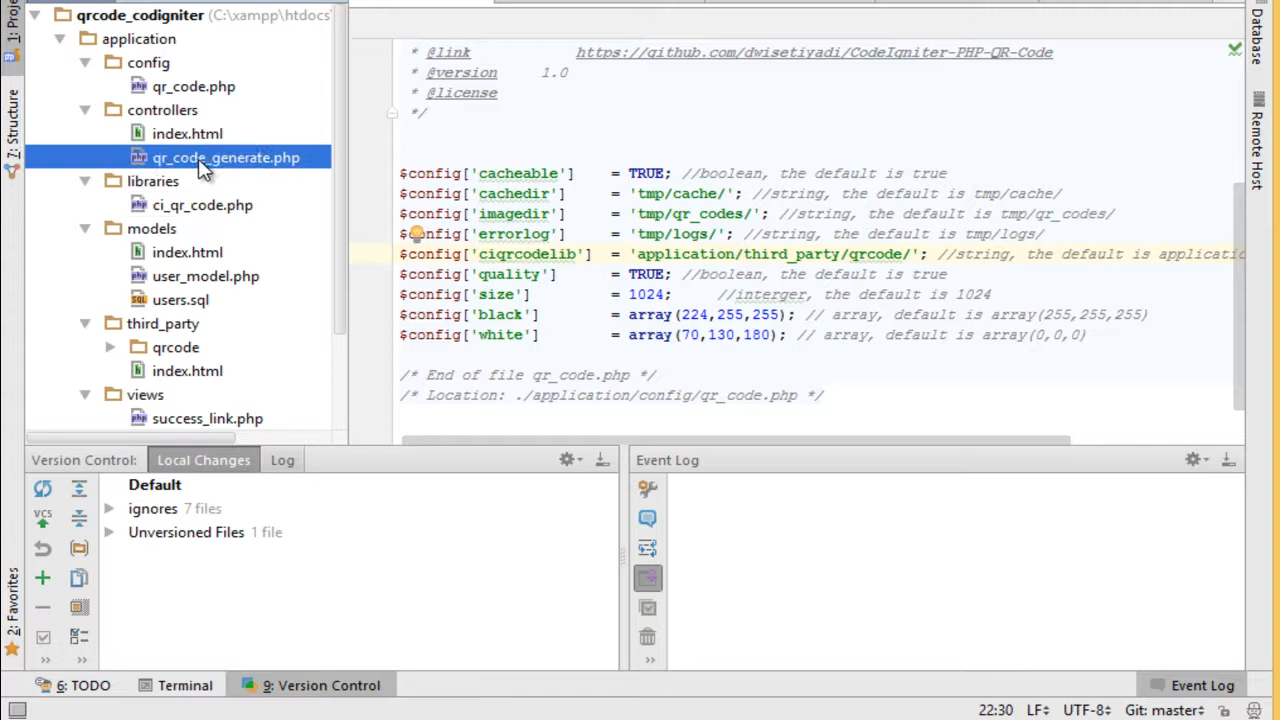 1: Proje
qrcode_codigniter (C:\xampp\htdocs
application
config
qr_code.php
controllers
index.html
qr_code_generate.php
libraries
ci_qr_code.php
models
index.html
user_model.php
users.sql
third_party
qrcode
index.html
views
success_link.php
7: Structure
2: Favorites
* @link https://github.com/dwisetiyadi/CodeIgniter-PHP-QR-Code
* @version 1.0
* @license
*/
$config['cacheable'] = TRUE; //boolean, the default is true
$config['cachedir'] = 'tmp/cache/'; //string, the default is tmp/cache/
$config['imagedir'] = 'tmp/qr_codes/'; //string, the default is tmp/qr_codes/
$config['errorlog'] = 'tmp/logs/'; //string, the default is tmp/logs/
$config['ciqrcodelib'] = 'application/third_party/qrcode/'; //string, the default is applicatio
$config['quality'] = TRUE; //boolean, the default is true
$config['size'] = 1024; //interger, the default is 1024
$config['black'] = array(224,255,255); // array, default is array(255,255,255)
$config['white'] = array(70,130,180); // array, default is array(0,0,0)
/* End of file qr_code.php */
/* Location: ./application/config/qr_code.php */
Database
Remote Host
Version Control: Local Changes Log
Default
ignores 7 files
Unversioned Files 1 file
VCS
Event Log
6: TODO Terminal 9: Version Control Event Log
22:30 LF UTF-8 Git: master